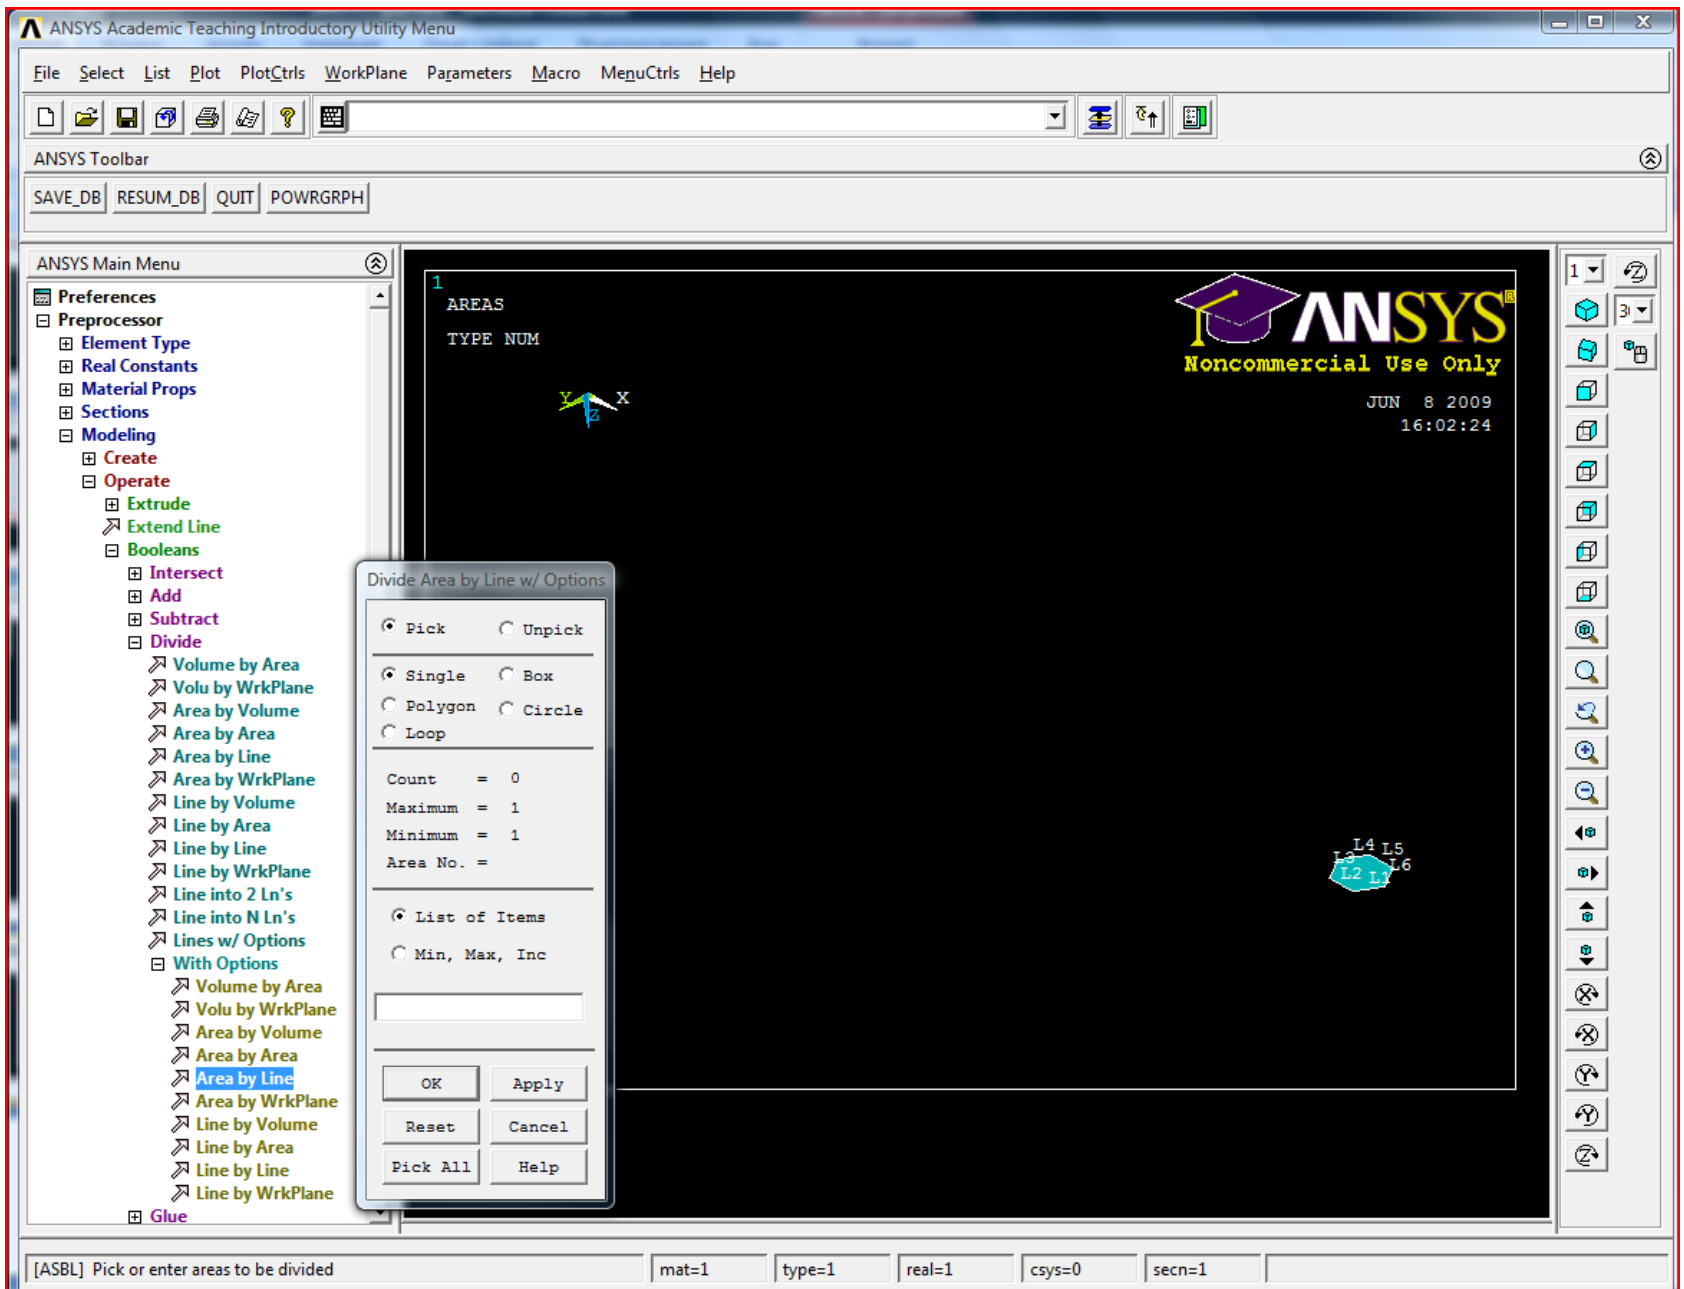 ANSYS Academic Teaching Introductory Utility Menu
File Select List Plot PlotCtrls WorkPlane Parameters Macro MenuCtrls Help
ANSYS Toolbar
SAVE_DB RESUM_DB QUIT POWRGRPH
ANSYS Main Menu
Preferences
Preprocessor
Element Type
Real Constants
Material Props
Sections
Modeling
Create
Operate
Extrude
Extend Line
Booleans
Intersect
Add
Subtract
Divide
Volume by Area
Volu by WrkPlane
Area by Volume
Area by Area
Area by Line
Area by WrkPlane
Line by Volume
Line by Area
Line by Line
Line by WrkPlane
Line into 2 Ln's
Line into N Ln's
Lines w/ Options
With Options
Volume by Area
Volu by WrkPlane
Area by Volume
Area by Area
Area by Line
Area by WrkPlane
Line by Volume
Line by Area
Line by Line
Line by WrkPlane
Glue
Divide Area by Line w/ Options
Pick Unpick
Single Box
Polygon Circle
Loop
Count = 0
Maximum = 1
Minimum = 1
Area No. =
List of Items
Min, Max, Inc
OK Apply
Reset Cancel
Pick All Help
1
AREAS
TYPE NUM
Y X
Z
ANSYS®
Noncommercial Use Only
JUN 8 2009
16:02:24
L4 L5
L3 L6
L2 L1
1
[ASBL] Pick or enter areas to be divided mat=1 type=1 real=1 csys=0 secn=1